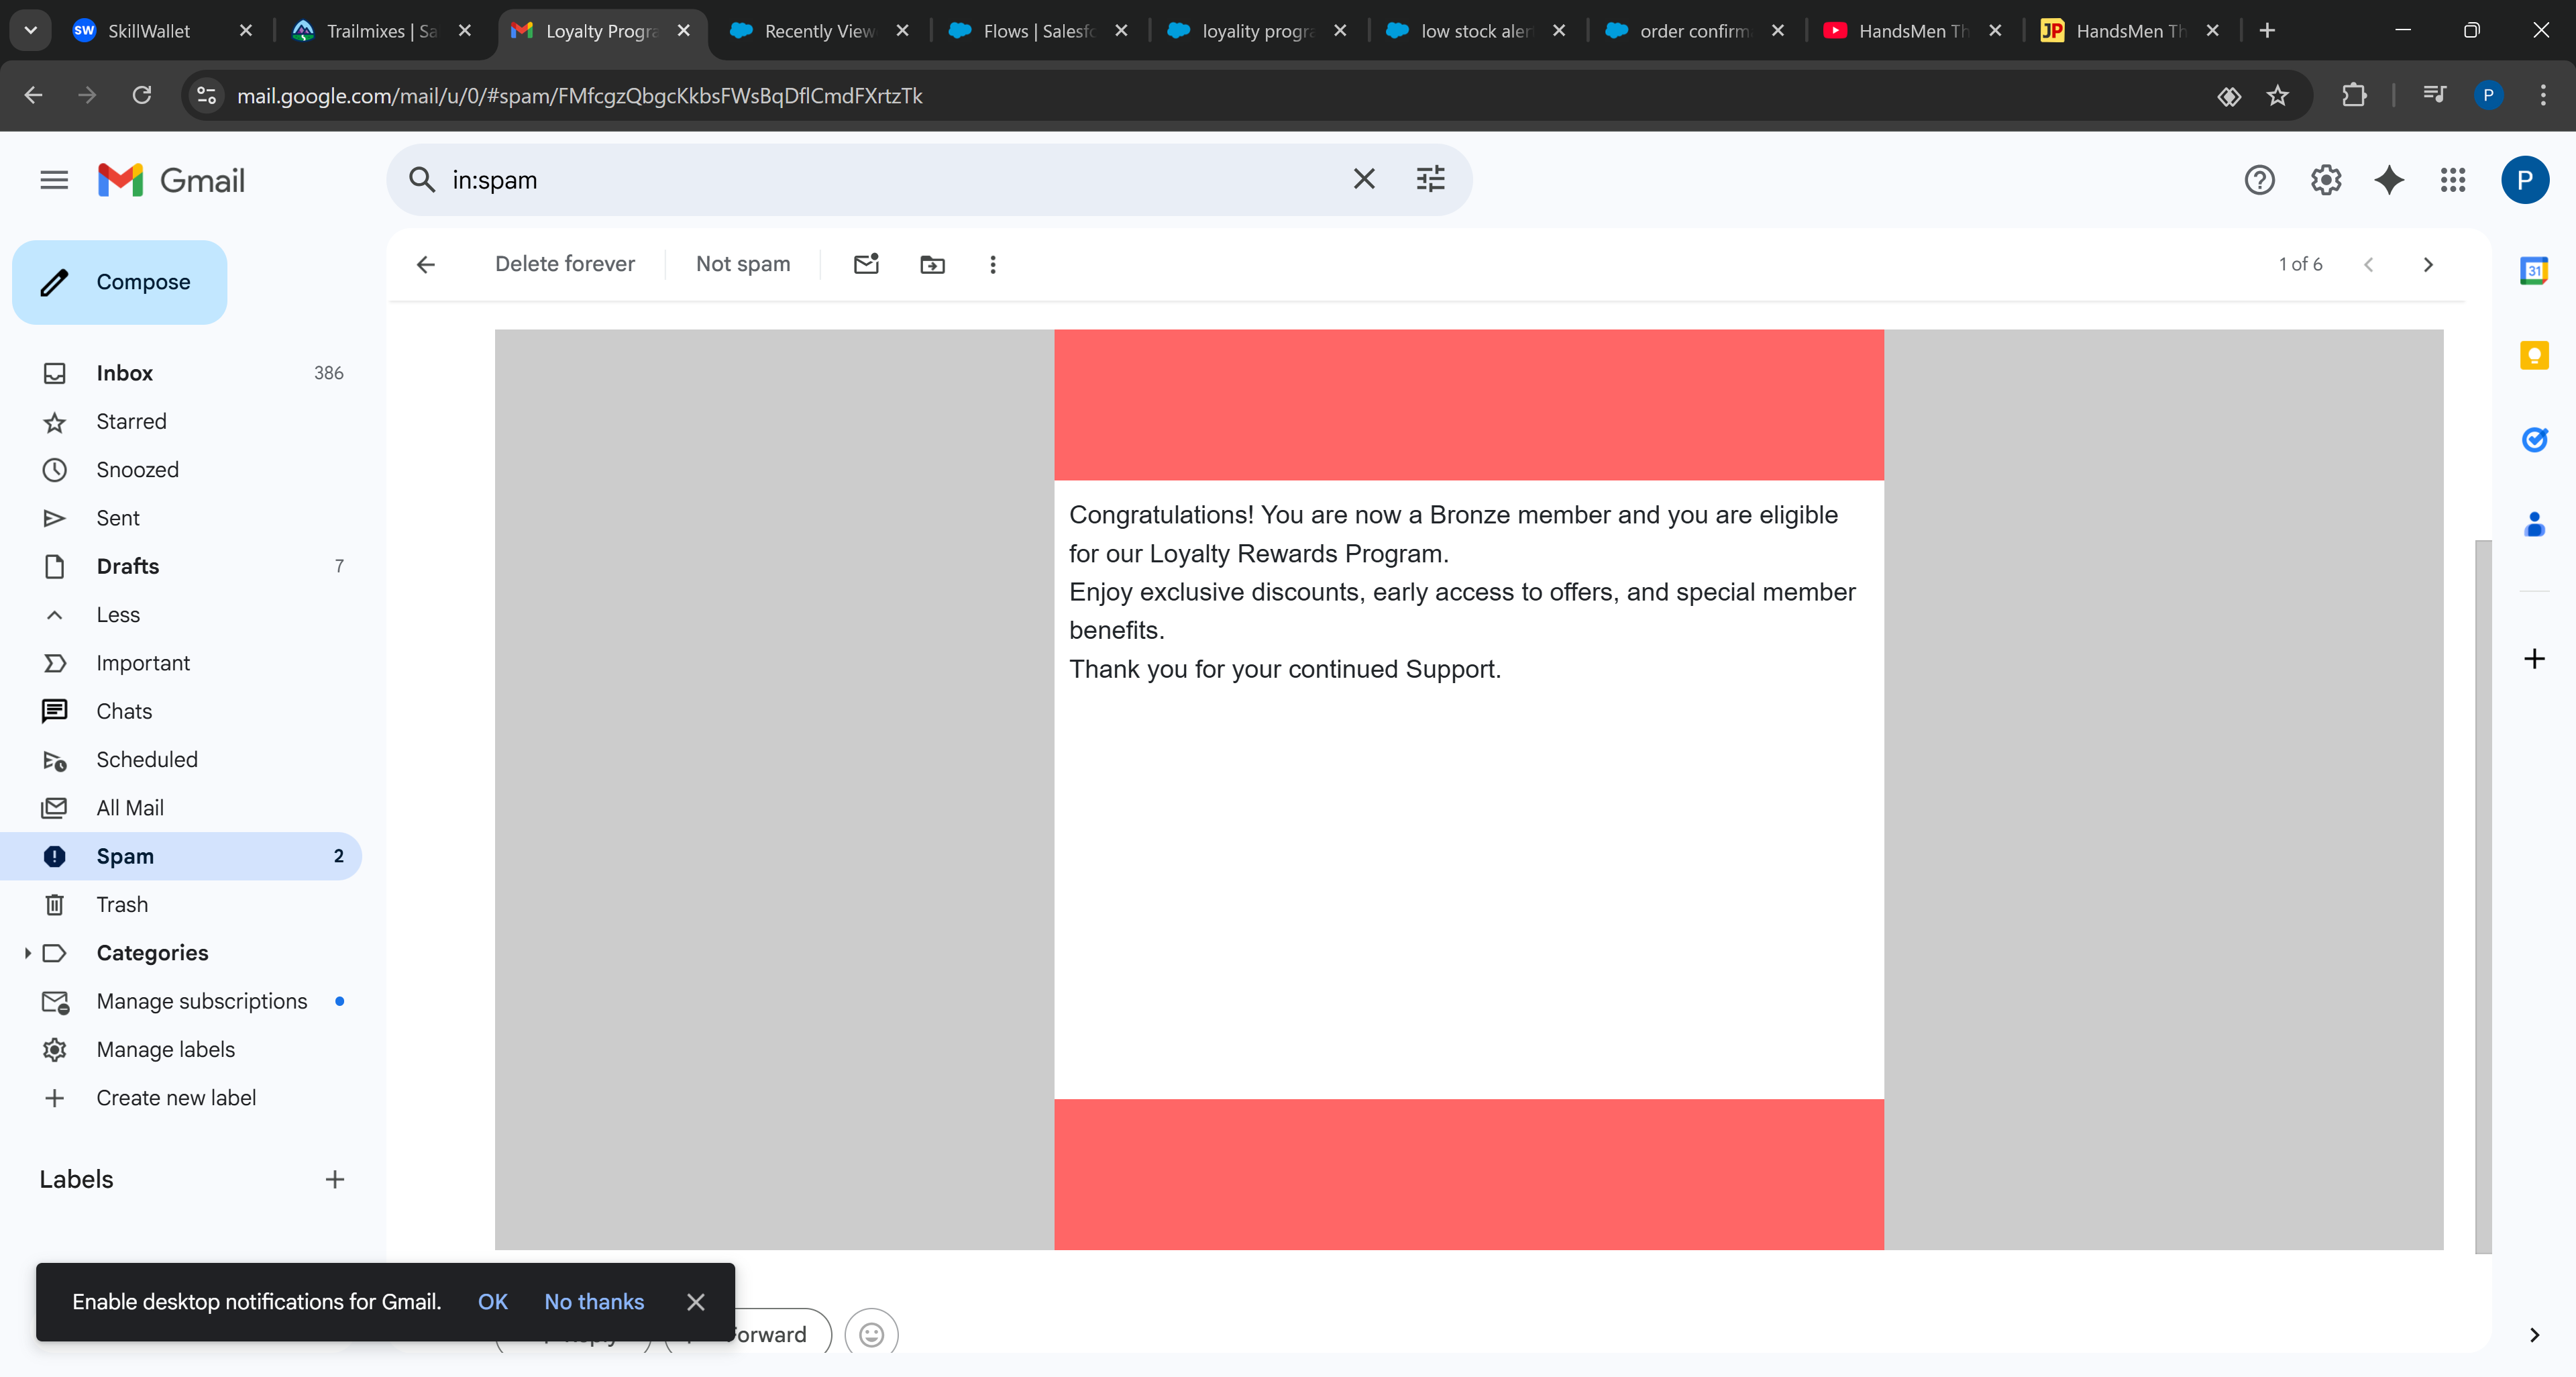 SW SkillWallet
Trailmixes | Sa
Loyalty Progra
Recently View
Flows | Salesfo
loyality progra
low stock aler
order confirm
HandsMen Th
JP HandsMen Th
mail.google.com/mail/u/0/#spam/FMfcgzQbgcKkbsFWsBqDflCmdFXrtzTk
P
Gmail
in:spam
P
Compose
Delete forever
Not spam
1 of 6
31
Inbox 386
Starred
Snoozed
Sent
Drafts 7
Less
Important
Chats
Scheduled
All Mail
Spam 2
Trash
Categories
Manage subscriptions
Manage labels
Create new label
Labels
Congratulations! You are now a Bronze member and you are eligible
for our Loyalty Rewards Program.
Enjoy exclusive discounts, early access to offers, and special member
benefits.
Thank you for your continued Support.
Enable desktop notifications for Gmail. OK No thanks
Reply
Forward